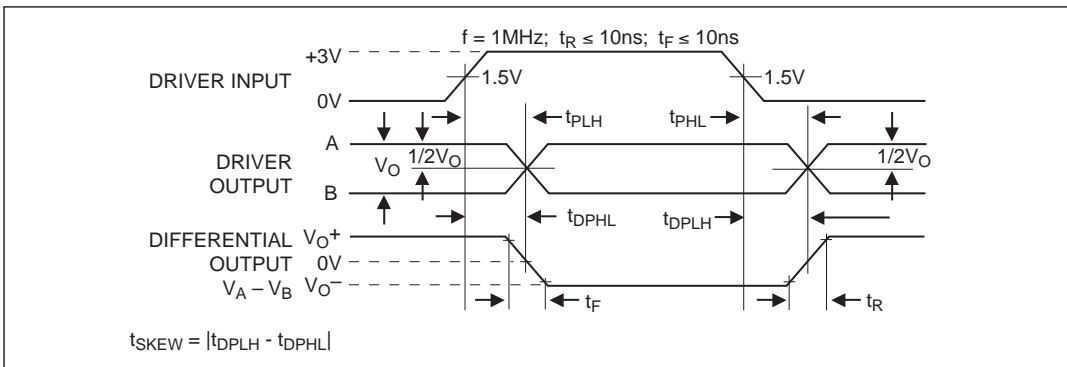 f = 1MHz; tR ≤ 10ns; tF ≤ 10ns
+3V
DRIVER INPUT
1.5V
1.5V
0V
tPLH
tPHL
A
DRIVER OUTPUT
VO
1/2VO
1/2VO
B
tDPHL
tDPLH
DIFFERENTIAL OUTPUT
VA – VB
VO+
0V
VO–
tF
tR
tSKEW = |tDPLH - tDPHL|